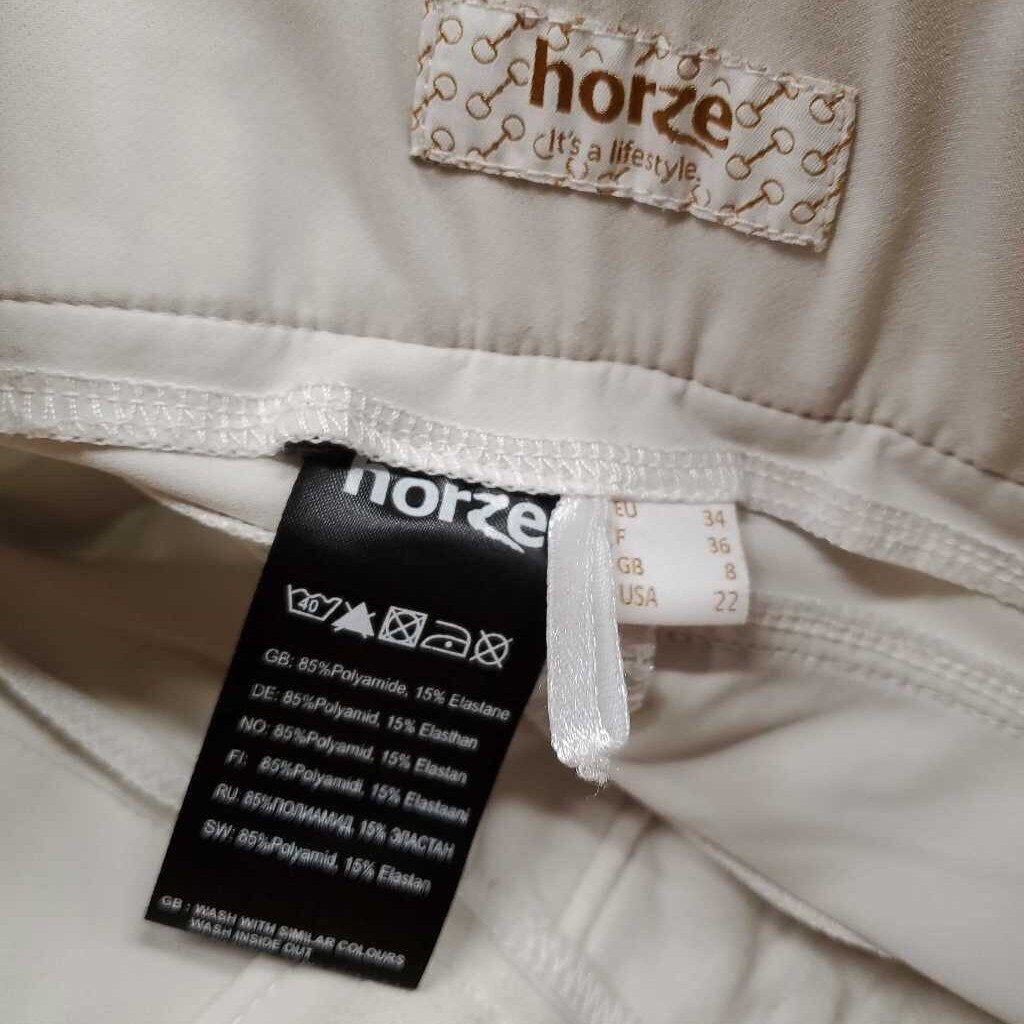 horze
It's a lifestyle.
horze
EU 34
F 36
GB 8
USA 22
40
GB: 85%Polyamide, 15% Elastane
DE: 85%Polyamid, 15% Elasthan
NO: 85%Polyamid, 15% Elastan
FI: 85%Polyamidi, 15% Elasteani
RU: 85%ПОЛИАМИД, 15% ЭЛАСТАН
SW: 85%Polyamid, 15% Elastan
GB : WASH WITH SIMILAR COLOURS
WASH INSIDE OUT